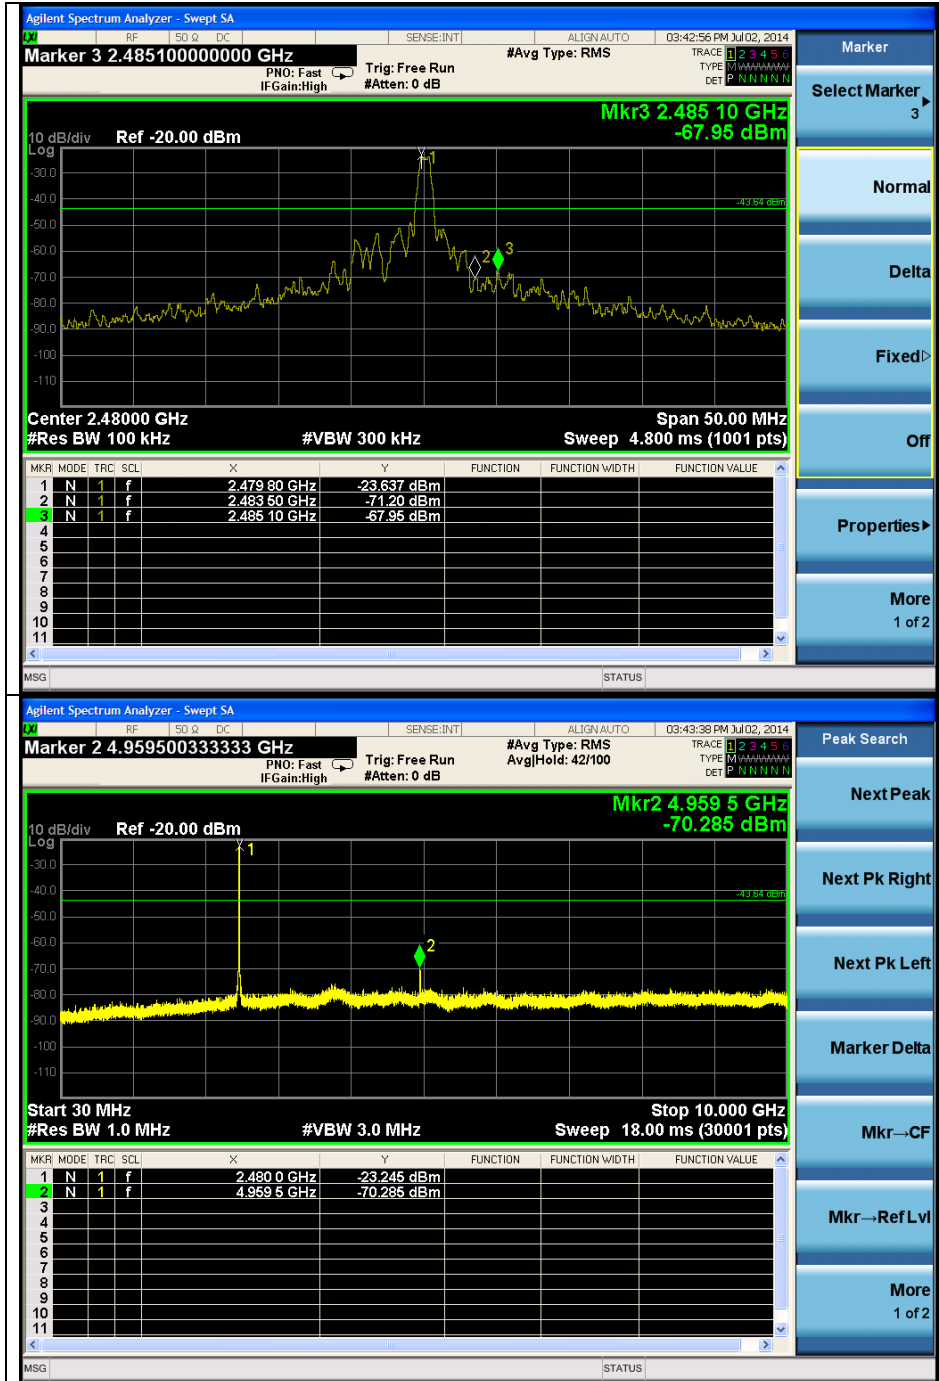 Agilent Spectrum Analyzer - Swept SA
LXI RF 50 Ω DC SENSE:INT ALIGN AUTO 03:42:56 PM Jul 02, 2014
Marker 3 2.485100000000 GHz
PNO: Fast
IFGain:High
Trig: Free Run
#Atten: 0 dB
#Avg Type: RMS
TRACE 1 2 3 4 5 6
TYPE M WWWWW
DET P N N N N N
Mkr3 2.485 10 GHz
-67.95 dBm
10 dB/div Ref -20.00 dBm
Log
1
-30.0
-40.0
-43.64 dBm
-50.0
-60.0
2 3
-70.0
-80.0
-90.0
-100
-110
Center 2.48000 GHz Span 50.00 MHz
#Res BW 100 kHz #VBW 300 kHz Sweep 4.800 ms (1001 pts)
MKR MODE TRC SCL X Y FUNCTION FUNCTION WIDTH FUNCTION VALUE
1 N 1 f 2.479 80 GHz -23.637 dBm
2 N 1 f 2.483 50 GHz -71.20 dBm
3 N 1 f 2.485 10 GHz -67.95 dBm
4
5
6
7
8
9
10
11
MSG STATUS
Marker
Select Marker
3
Normal
Delta
Fixed
Off
Properties
More
1 of 2
Agilent Spectrum Analyzer - Swept SA
LXI RF 50 Ω DC SENSE:INT ALIGN AUTO 03:43:38 PM Jul 02, 2014
Marker 2 4.959500333333 GHz
PNO: Fast
IFGain:High
Trig: Free Run
#Atten: 0 dB
#Avg Type: RMS
Avg|Hold: 42/100
TRACE 1 2 3 4 5 6
TYPE M WWWWW
DET P N N N N N
Mkr2 4.959 5 GHz
-70.285 dBm
10 dB/div Ref -20.00 dBm
Log
1
-30.0
-40.0
-43.64 dBm
-50.0
-60.0
2
-70.0
-80.0
-90.0
-100
-110
Start 30 MHz Stop 10.000 GHz
#Res BW 1.0 MHz #VBW 3.0 MHz Sweep 18.00 ms (30001 pts)
MKR MODE TRC SCL X Y FUNCTION FUNCTION WIDTH FUNCTION VALUE
1 N 1 f 2.480 0 GHz -23.245 dBm
2 N 1 f 4.959 5 GHz -70.285 dBm
3
4
5
6
7
8
9
10
11
MSG STATUS
Peak Search
Next Peak
Next Pk Right
Next Pk Left
Marker Delta
Mkr→CF
Mkr→Ref Lvl
More
1 of 2